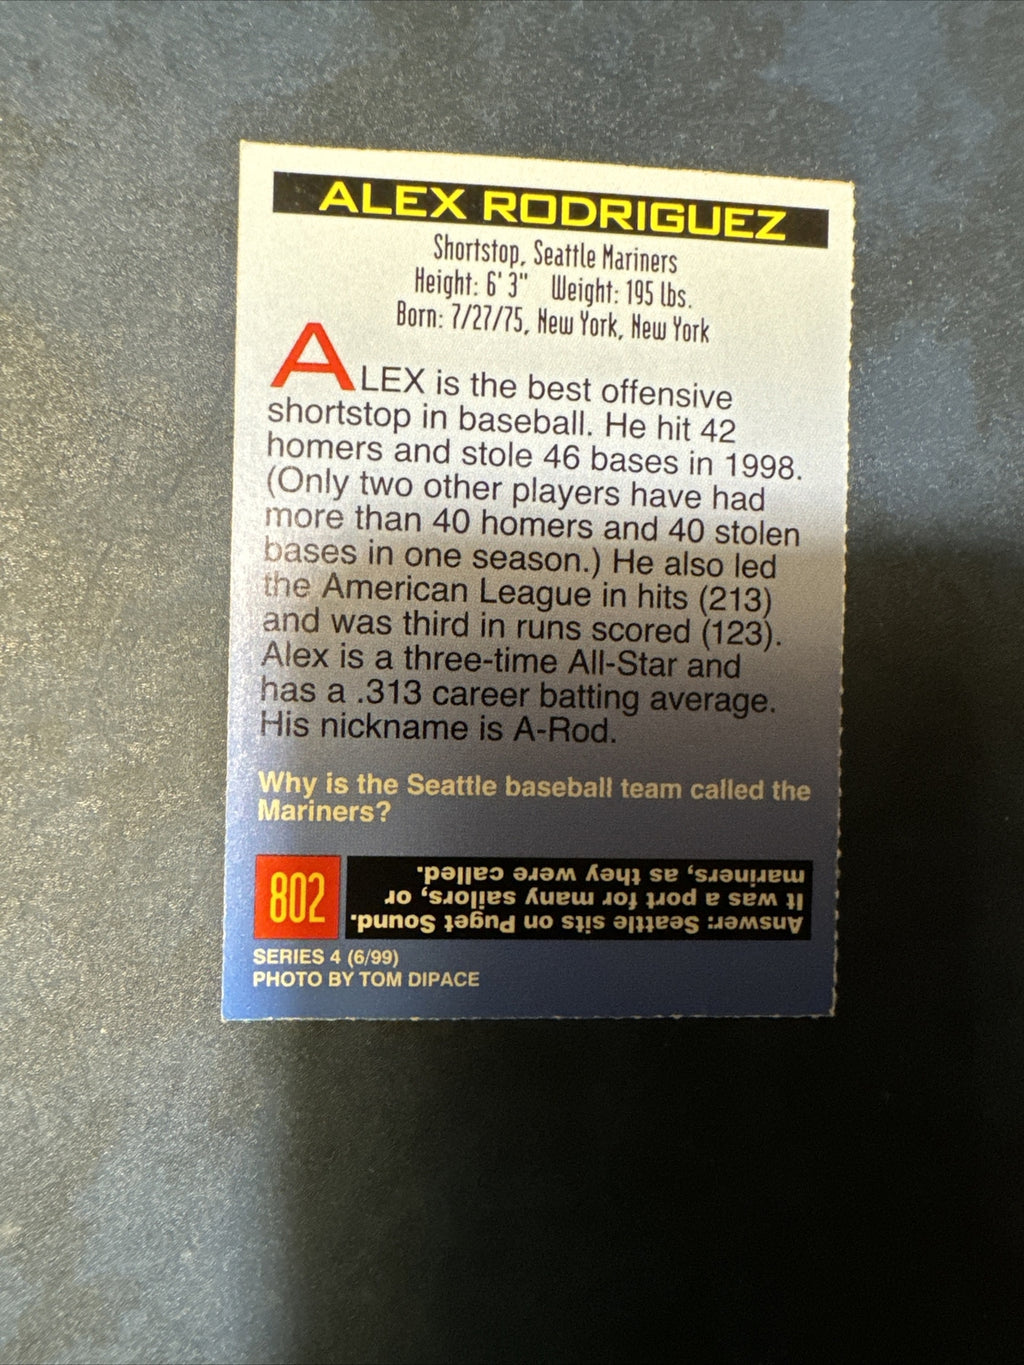 ALEX RODRIGUEZ
Shortstop, Seattle Mariners
Height: 6' 3" Weight: 195 lbs.
Born: 7/27/75, New York, New York
ALEX is the best offensive
shortstop in baseball. He hit 42
homers and stole 46 bases in 1998.
(Only two other players have had
more than 40 homers and 40 stolen
bases in one season.) He also led
the American League in hits (213)
and was third in runs scored (123).
Alex is a three-time All-Star and
has a .313 career batting average.
His nickname is A-Rod.
Why is the Seattle baseball team called the
Mariners?
802
Answer: Seattle sits on Puget Sound.
It was a port for many sailors, or
mariners, as they were called.
SERIES 4 (6/99)
PHOTO BY TOM DIPACE